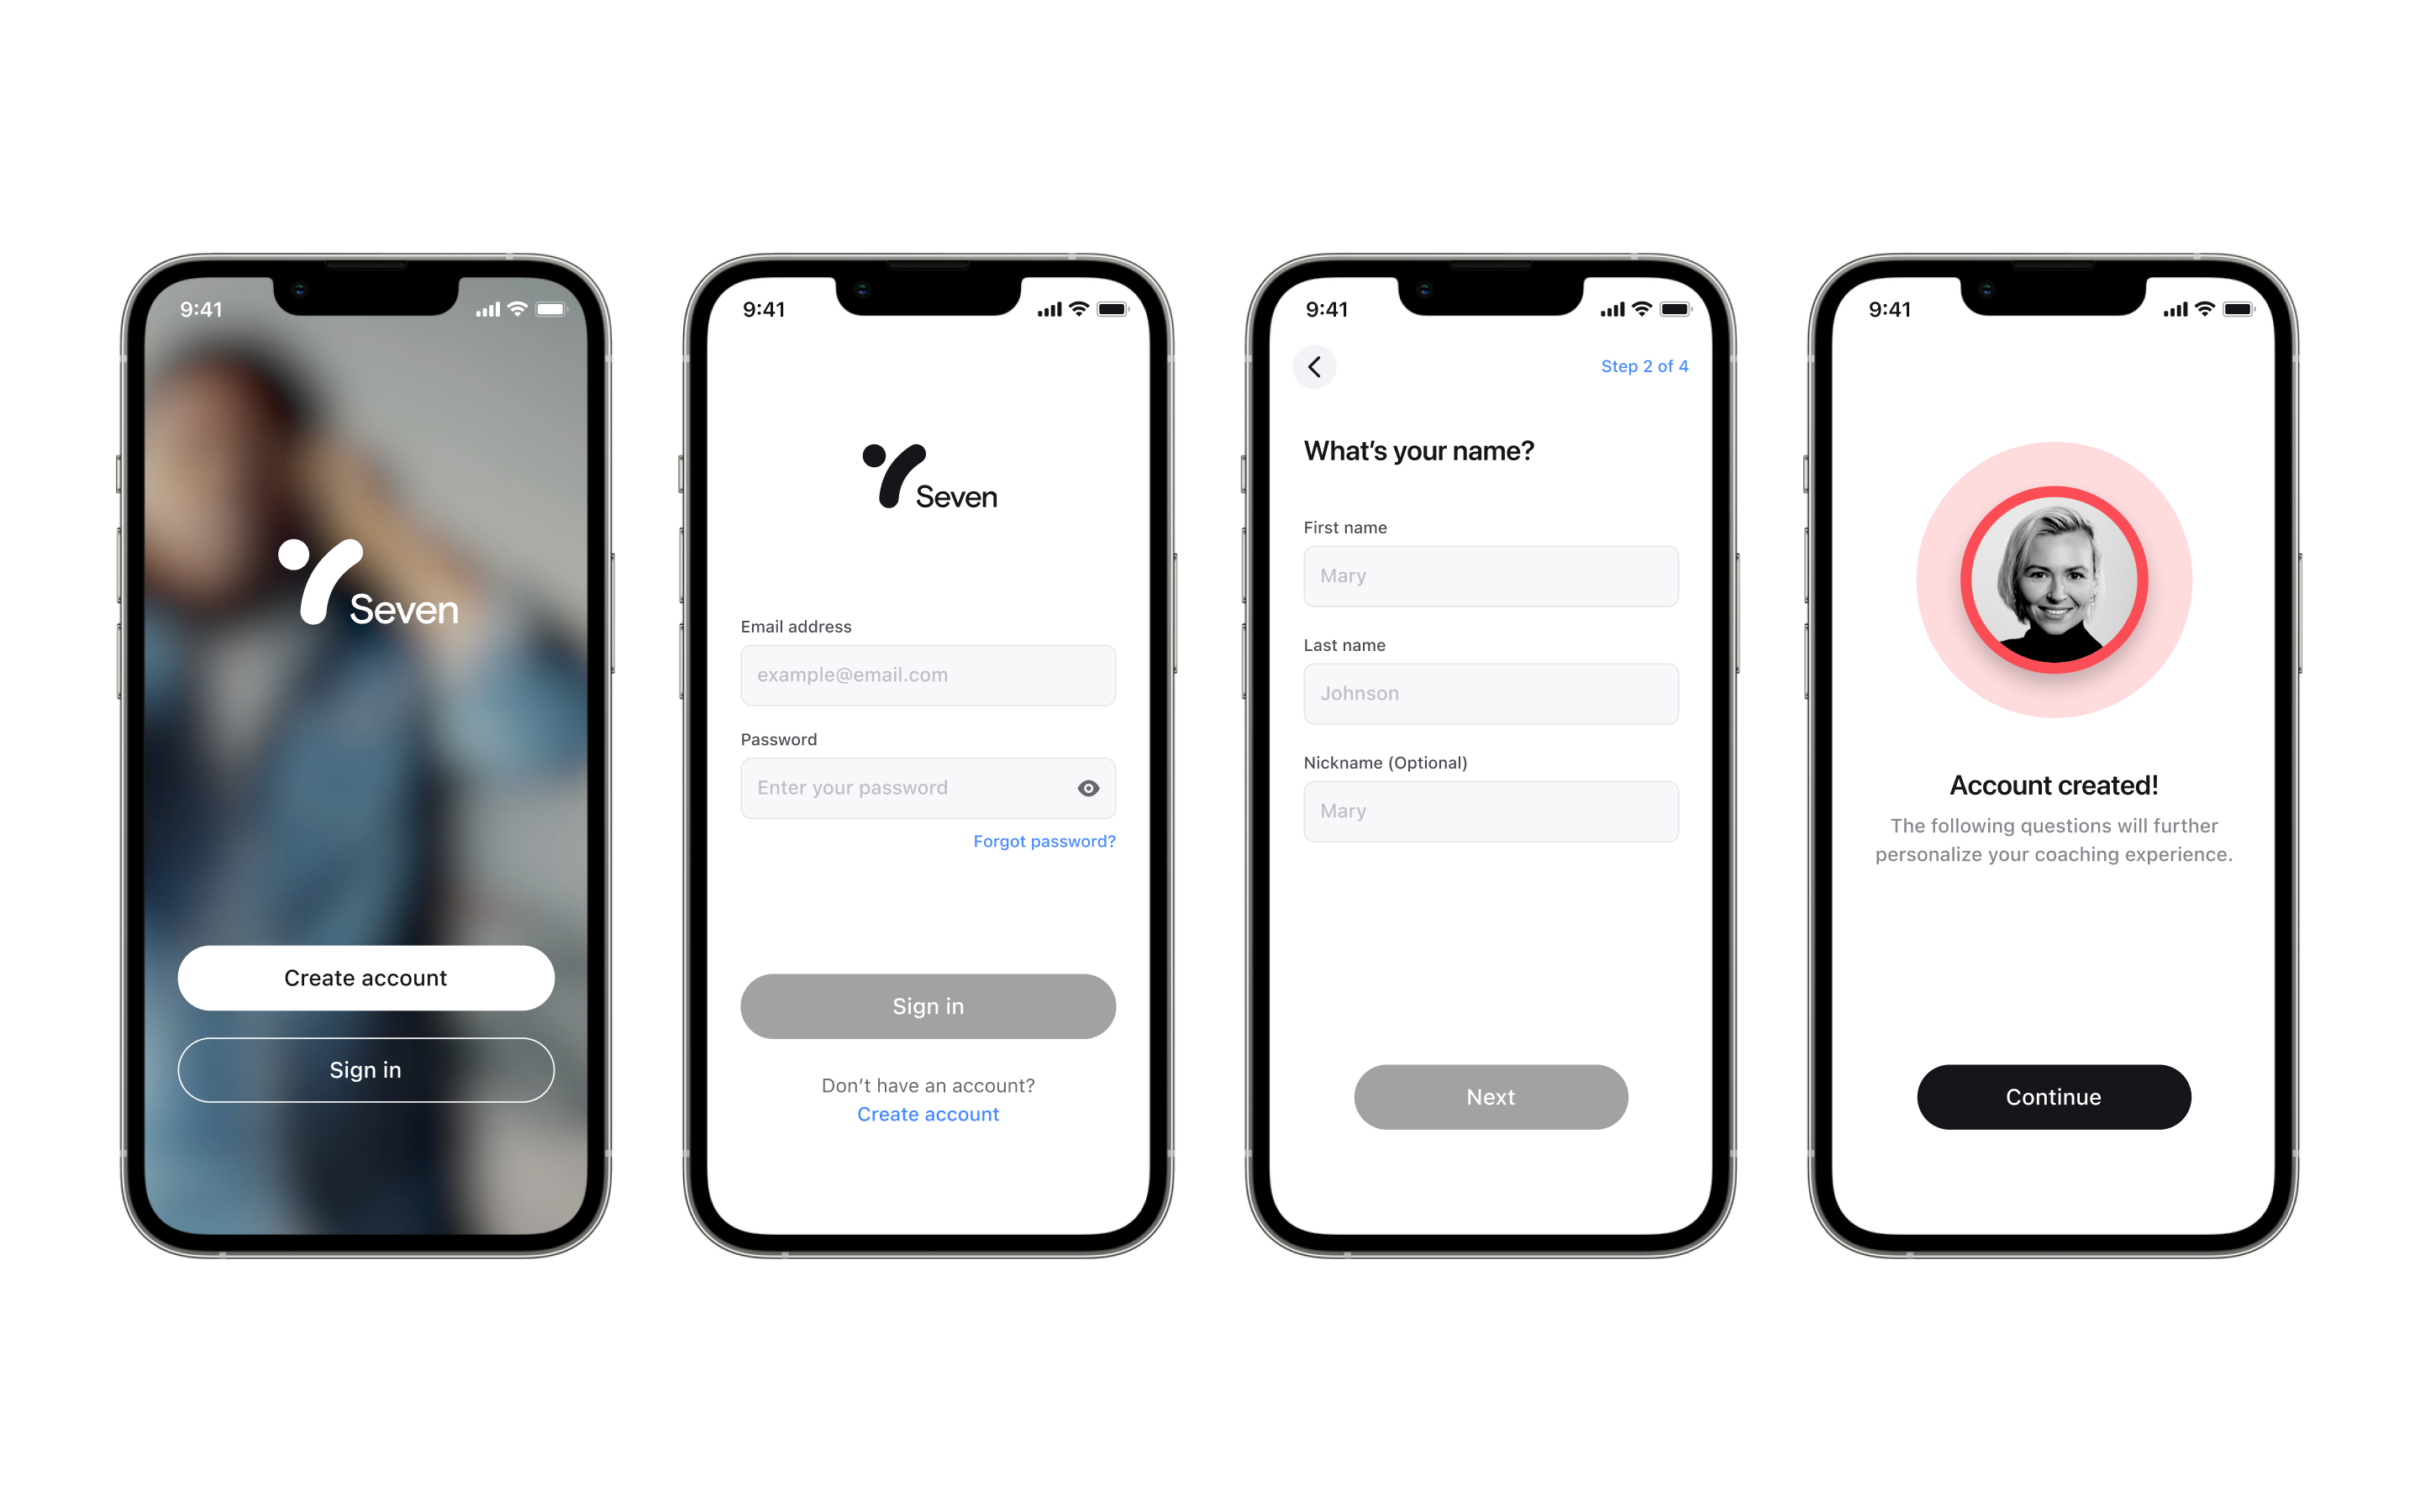 9:41
Seven
Create account
Sign in
9:41
Seven
Email address
example@email.com
Password
Enter your password
Forgot password?
Sign in
Don’t have an account?
Create account
9:41
Step 2 of 4
What’s your name?
First name
Mary
Last name
Johnson
Nickname (Optional)
Mary
Next
9:41
Account created!
The following questions will further
personalize your coaching experience.
Continue